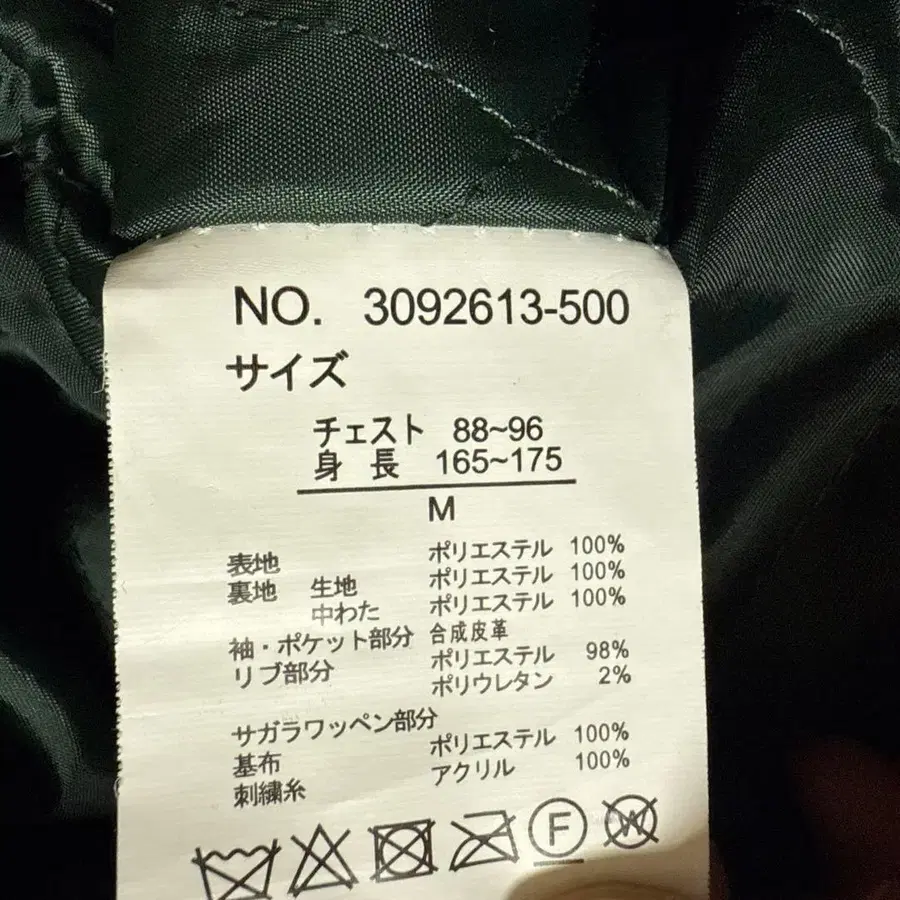 NO. 3092613-500
サイズ
チェスト 88~96
身 長 165~175
M
表地 ポリエステル 100%
裏地 生地 ポリエステル 100%
中わた ポリエステル 100%
袖・ポケット部分 合成皮革
リブ部分 ポリエステル 98%
ポリウレタン 2%
サガラワッペン部分
基布 ポリエステル 100%
刺繍糸 アクリル 100%
F W